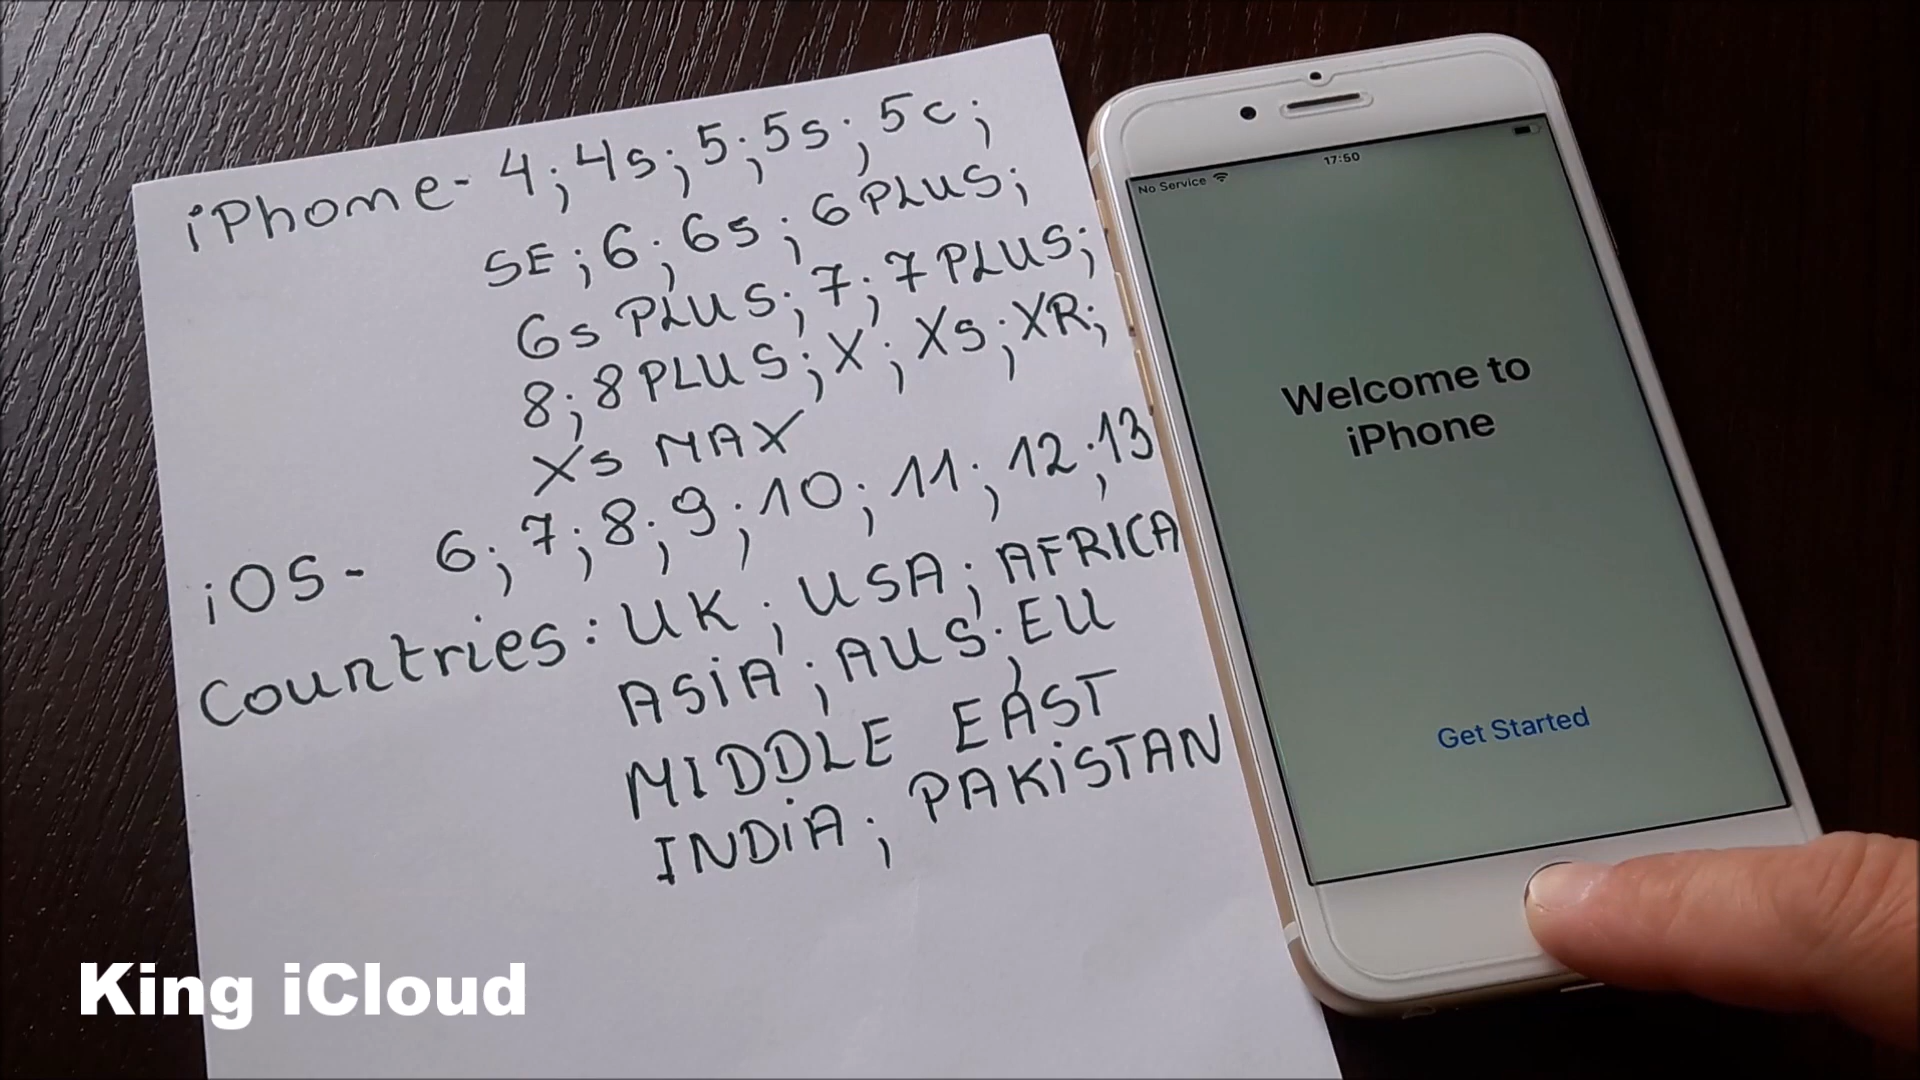 iPhome- 4; 4s; 5; 5s; 5c;
SE; 6; 6s; 6 PLUS;
6s PLUS; 7; 7 PLUS;
8; 8 PLUS; X; Xs; XR;
Xs MAX
iOS- 6; 7; 8; 9; 10; 11; 12; 13
Countries: UK; USA; AFRICA
ASiA; AUS; EU
MIDDLE EAST
INDiA; PAKiSTAN
No Service
17:50
Welcome to
iPhone
Get Started
King iCloud